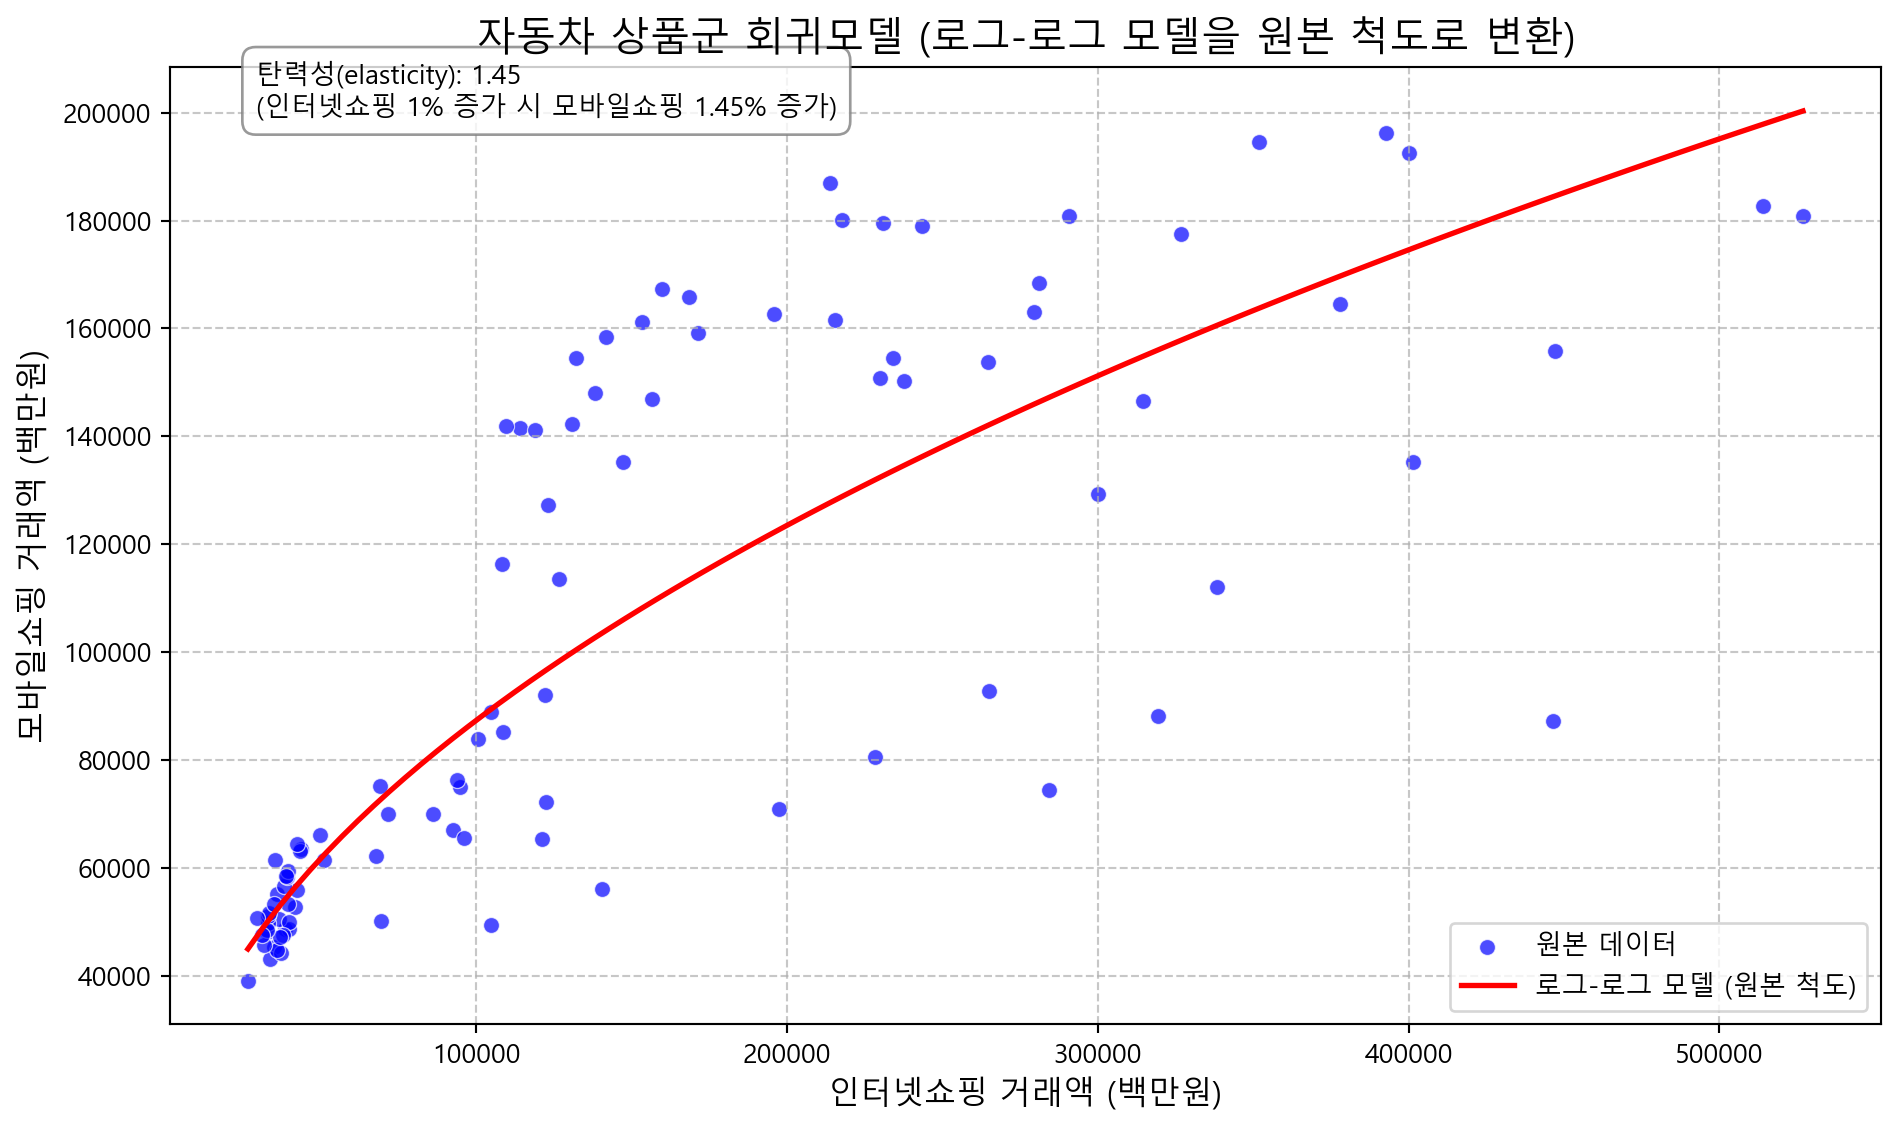 자동차 상품군 회귀모델 (로그-로그 모델을 원본 척도로 변환)
탄력성(elasticity): 1.45
(인터넷쇼핑 1% 증가 시 모바일쇼핑 1.45% 증가)
모바일쇼핑 거래액 (백만원)
200000
180000
160000
140000
120000
100000
80000
60000
40000
원본 데이터
로그-로그 모델 (원본 척도)
100000
200000
300000
400000
500000
인터넷쇼핑 거래액 (백만원)